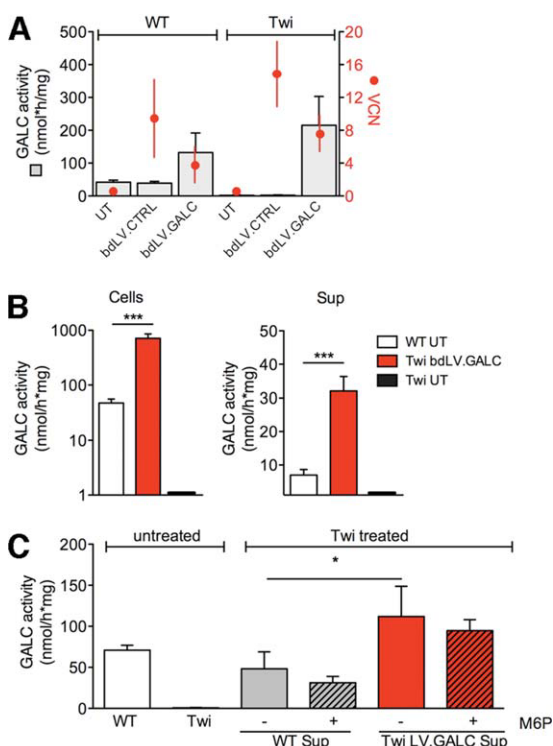 A
WT
Twi
GALC activity
(nmol*h/mg)
500
400
300
200
100
0
20
16
12
8
4
0
VCN
UT
bdLV.CTRL
bdLV.GALC
UT
bdLV.CTRL
bdLV.GALC
B
Cells
Sup
***
***
GALC activity
(nmol/h*mg)
1000
100
10
1
GALC activity
(nmol/h*mg)
50
40
30
20
10
WT UT
Twi bdLV.GALC
Twi UT
C
untreated
Twi treated
*
GALC activity
(nmol/h*mg)
200
150
100
50
0
WT
Twi
-
+
-
+
M6P
WT Sup
Twi LV.GALC Sup